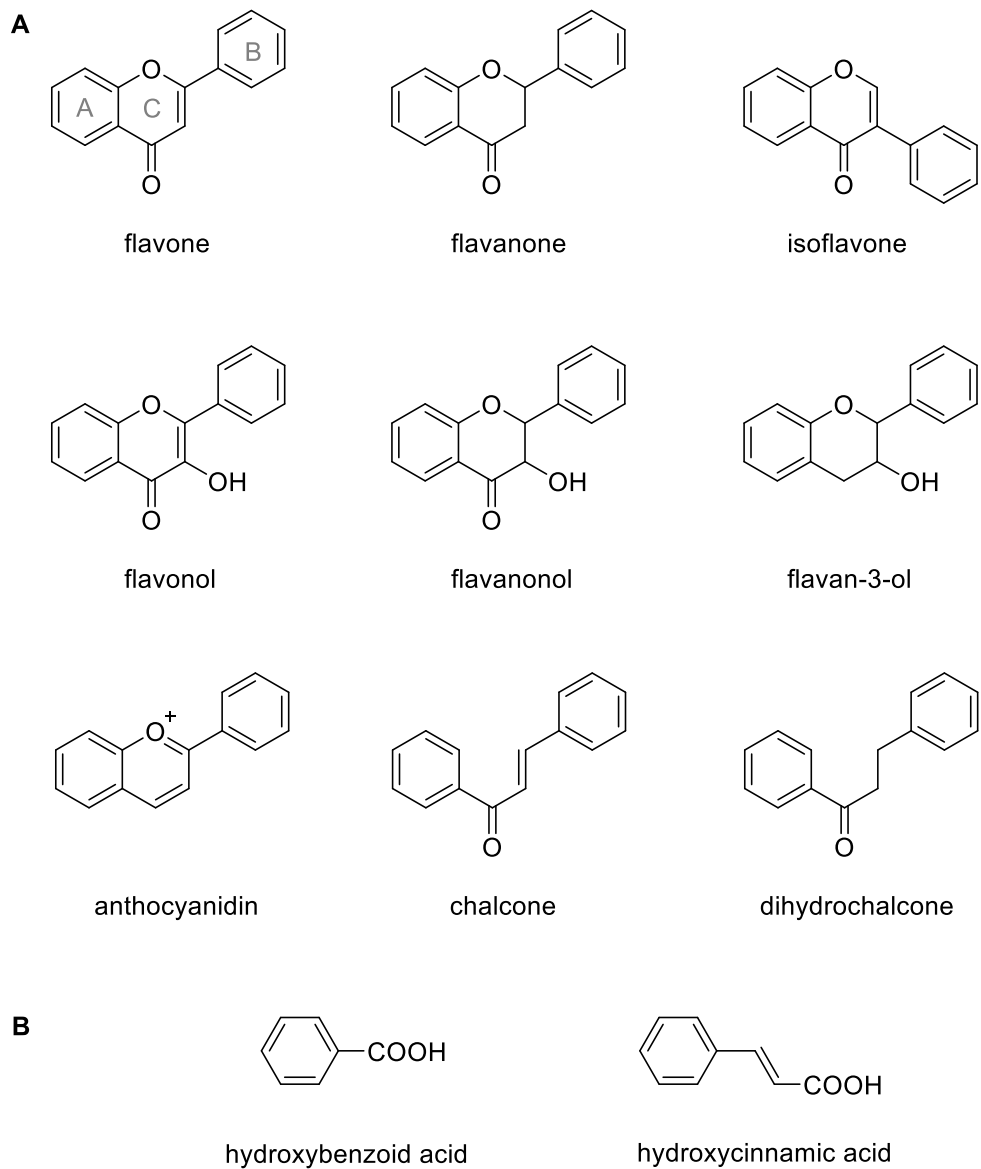 A
O
B
A
C
O
flavone
O
O
flavanone
O
O
isoflavone
O
OH
O
flavonol
O
OH
O
flavanonol
O
OH
flavan-3-ol
O+
anthocyanidin
O
chalcone
O
dihydrochalcone
B
COOH
hydroxybenzoid acid
COOH
hydroxycinnamic acid